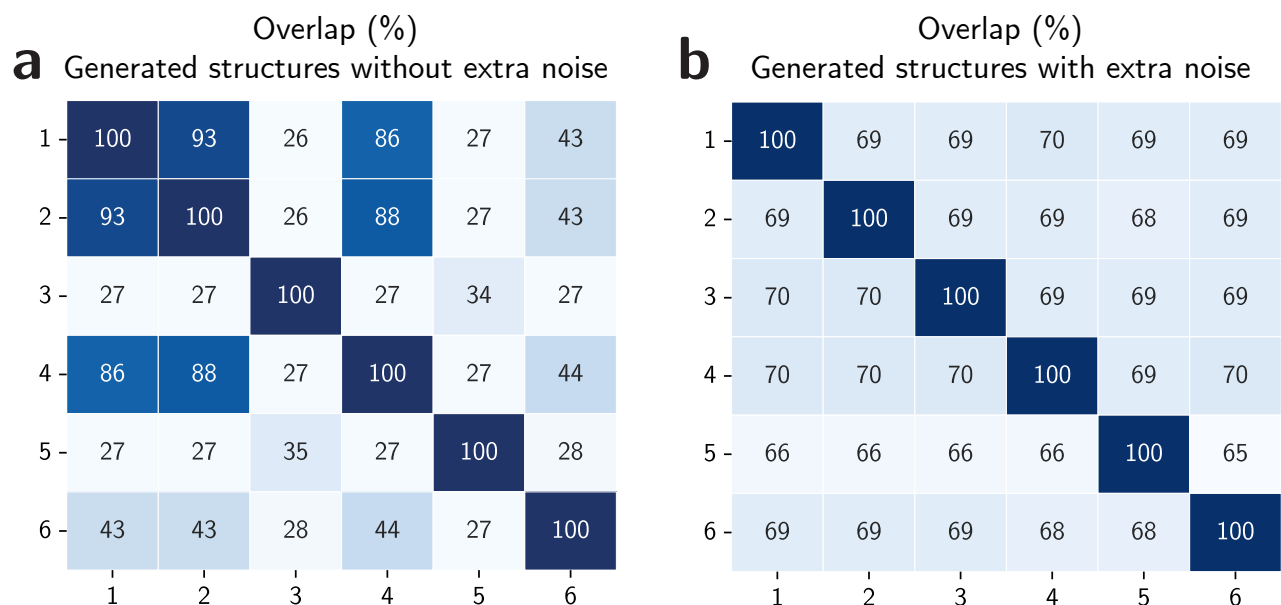 a
Overlap (%)
Generated structures without extra noise
1 100 93 26 86 27 43
2 93 100 26 88 27 43
3 27 27 100 27 34 27
4 86 88 27 100 27 44
5 27 27 35 27 100 28
6 43 43 28 44 27 100
1 2 3 4 5 6
b
Overlap (%)
Generated structures with extra noise
1 100 69 69 70 69 69
2 69 100 69 69 68 69
3 70 70 100 69 69 69
4 70 70 70 100 69 70
5 66 66 66 66 100 65
6 69 69 69 68 68 100
1 2 3 4 5 6